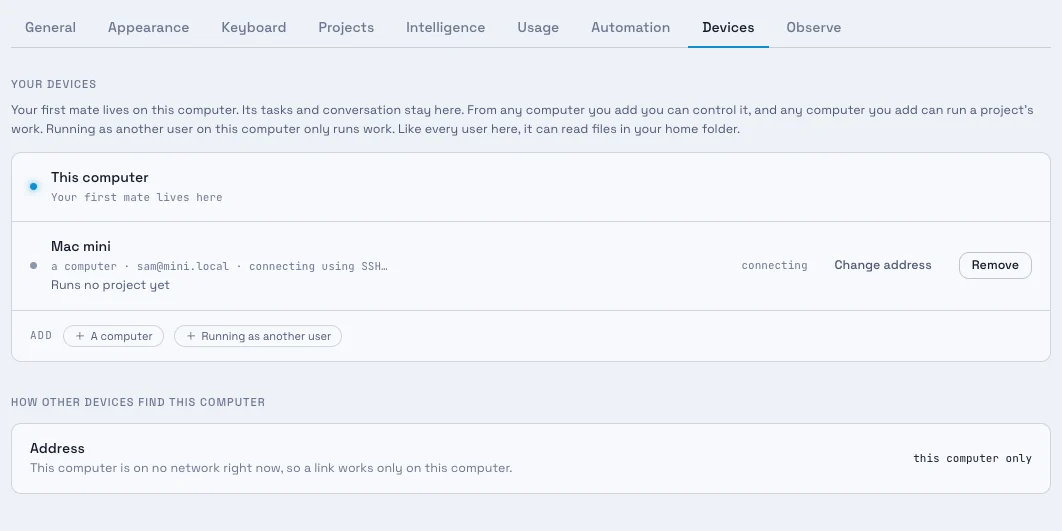 General Appearance Keyboard Projects Intelligence Usage Automation Devices Observe
YOUR DEVICES
Your first mate lives on this computer. Its tasks and conversation stay here. From any computer you add you can control it, and any computer you add can run a project's
work. Running as another user on this computer only runs work. Like every user here, it can read files in your home folder.
This computer
Your first mate lives here
Mac mini
a computer · sam@mini.local · connecting using SSH…
Runs no project yet
connecting Change address Remove
ADD + A computer + Running as another user
HOW OTHER DEVICES FIND THIS COMPUTER
Address
This computer is on no network right now, so a link works only on this computer.
this computer only